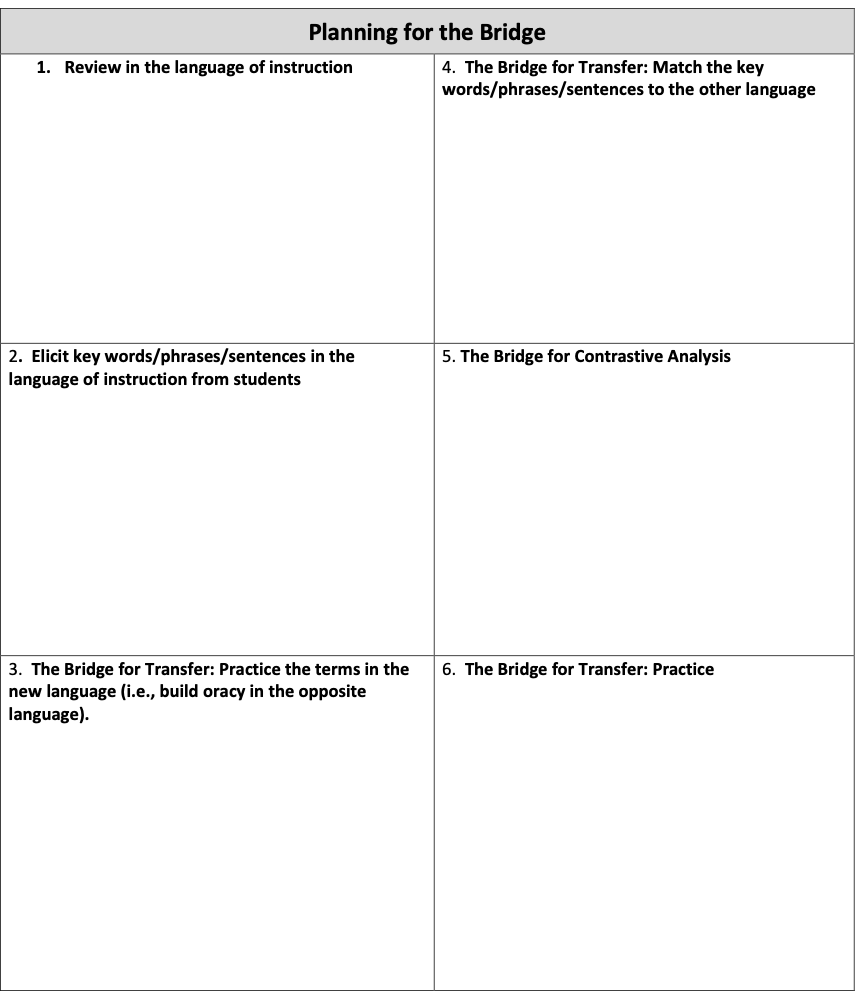 Planning for the Bridge
1. Review in the language of instruction
2. Elicit key words/phrases/sentences in the
language of instruction from students
3. The Bridge for Transfer: Practice the terms in the
new language (i.e., build oracy in the opposite
language).
4. The Bridge for Transfer: Match the key
words/phrases/sentences to the other language
5. The Bridge for Contrastive Analysis
6. The Bridge for Transfer: Practice